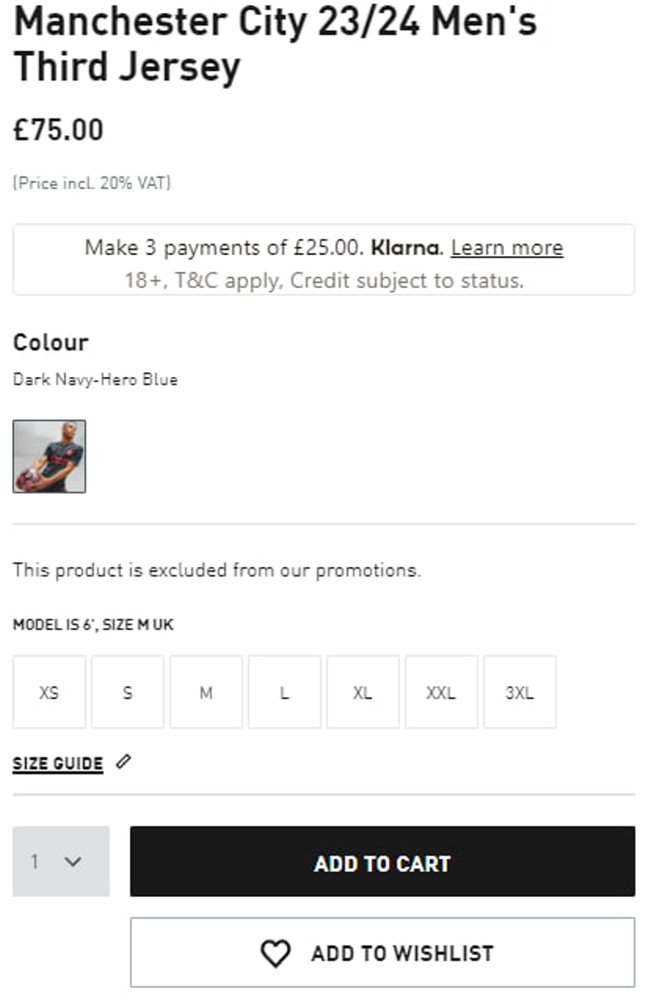 Manchester City 23/24 Men's
Third Jersey
£75.00
(Price incl. 20% VAT)
Make 3 payments of £25.00. Klarna. Learn more
18+, T&C apply, Credit subject to status.
Colour
Dark Navy-Hero Blue
This product is excluded from our promotions.
MODEL IS 6', SIZE M UK
XS S M L XL XXL 3XL
SIZE GUIDE
1 ADD TO CART
ADD TO WISHLIST